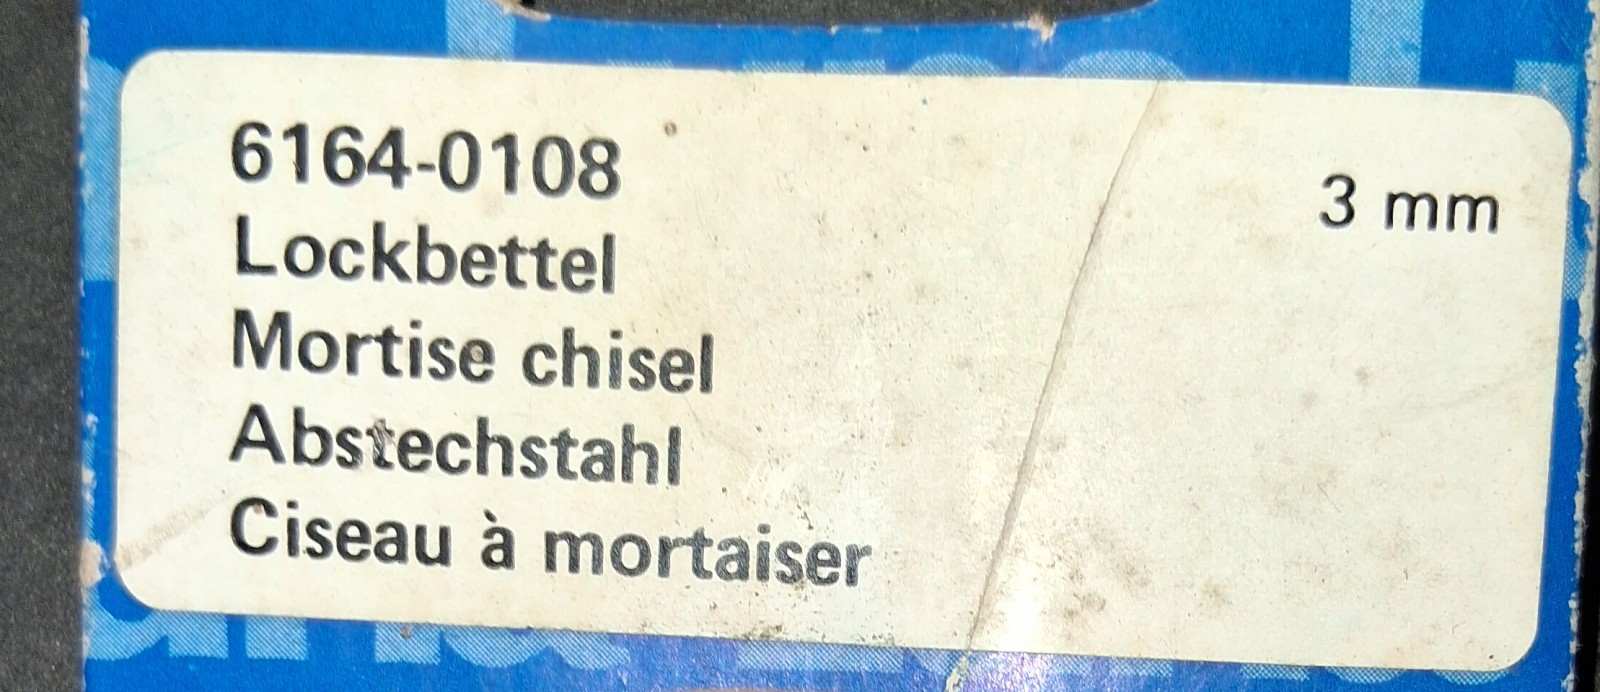 6164-0108
3 mm
Lockbettel
Mortise chisel
Abstechstahl
Ciseau à mortaiser